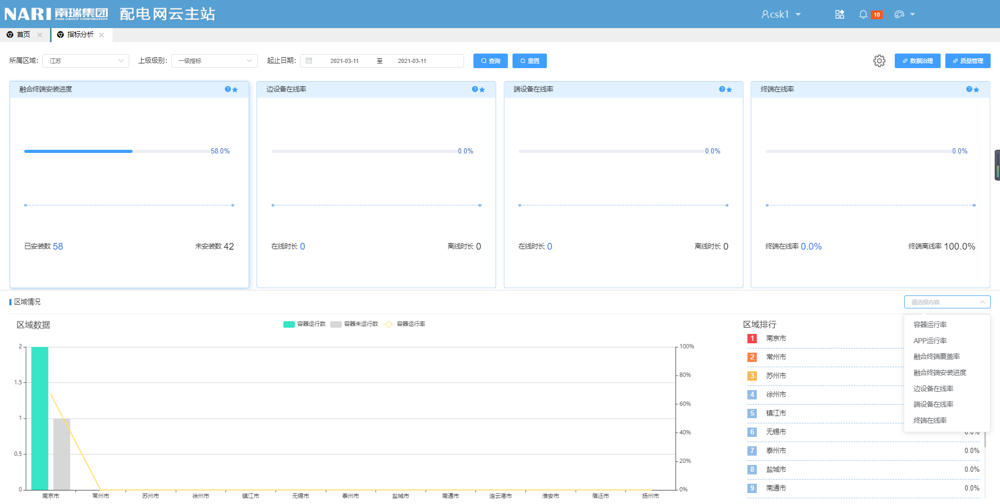 NARI 南瑞集团 NARI GROUP CORPORATION 配电网云主站 csk1 10
首页 指标分析
所属区域: 江苏 上级级别: 一级指标 起止日期: 2021-03-11 至 2021-03-11 查询 重置 数据治理 质量管理
融合终端安装进度 边设备在线率 端设备在线率 终端在线率
58.0% 0.0% 0.0% 0.0%
已安装数 58 未安装数 42 在线时长 0 离线时长 0 在线时长 0 离线时长 0 终端在线率 0.0% 终端离线率 100.0%
区域情况 请选择内容
区域数据 容器运行数 容器未运行数 容器运行率
2
1.5
1
0.5
0
100%
80%
60%
40%
20%
0%
南京市 常州市 苏州市 徐州市 镇江市 无锡市 泰州市 盐城市 南通市 连云港市 淮安市 宿迁市 扬州市
区域排行
1 南京市
2 常州市
3 苏州市
4 徐州市
5 镇江市
6 无锡市 0.0%
7 泰州市 0.0%
8 盐城市 0.0%
9 南通市 0.0%
容器运行率
APP运行率
融合终端覆盖率
融合终端安装进度
边设备在线率
端设备在线率
终端在线率